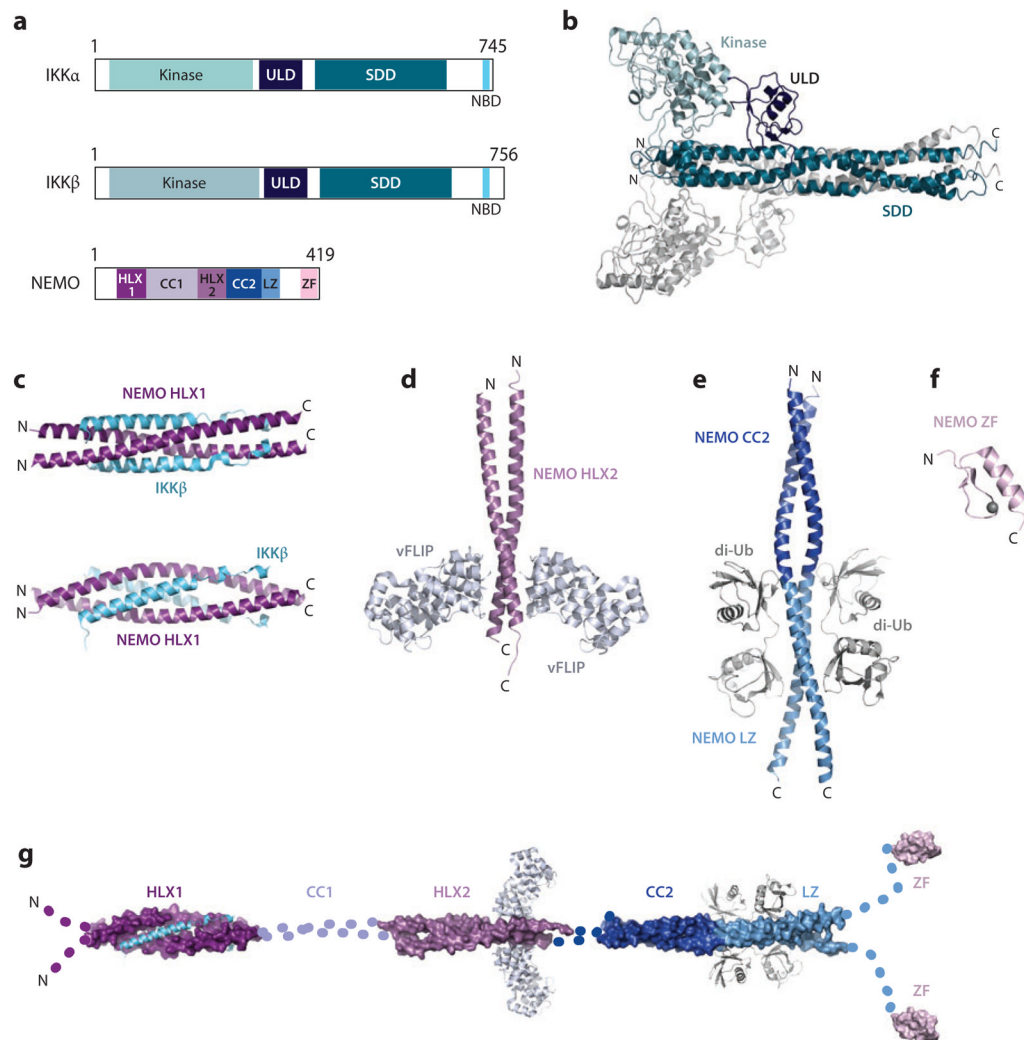 a
1
745
IKKα
Kinase
ULD
SDD
NBD
1
756
IKKβ
Kinase
ULD
SDD
NBD
1
419
NEMO
HLX
1
CC1
HLX
2
CC2
LZ
ZF
b
Kinase
ULD
N
N
C
C
SDD
c
NEMO HLX1
N
N
C
C
IKKβ
IKKβ
N
N
C
C
NEMO HLX1
d
N
N
NEMO HLX2
vFLIP
vFLIP
C
C
e
N
N
NEMO CC2
di-Ub
di-Ub
NEMO LZ
C
C
f
NEMO ZF
N
C
g
N
N
HLX1
CC1
HLX2
CC2
LZ
ZF
ZF